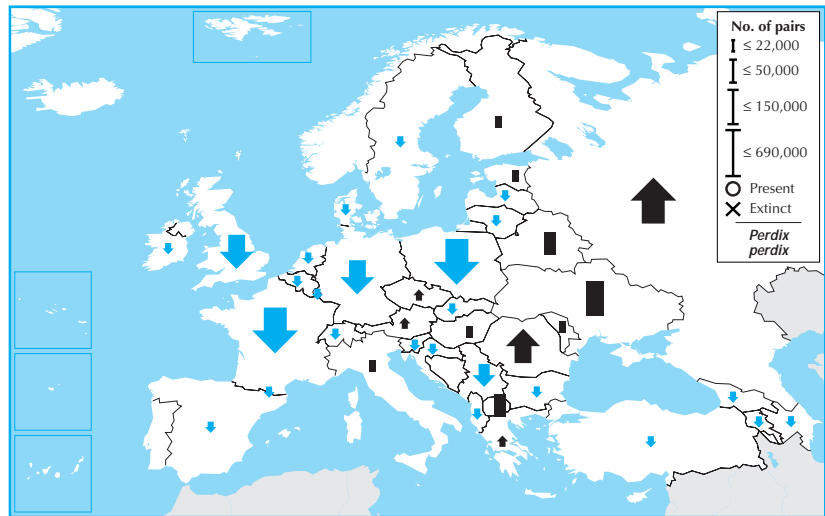 No. of pairs
≤ 22,000
≤ 50,000
≤ 150,000
≤ 690,000
Present
Extinct
Perdix
perdix